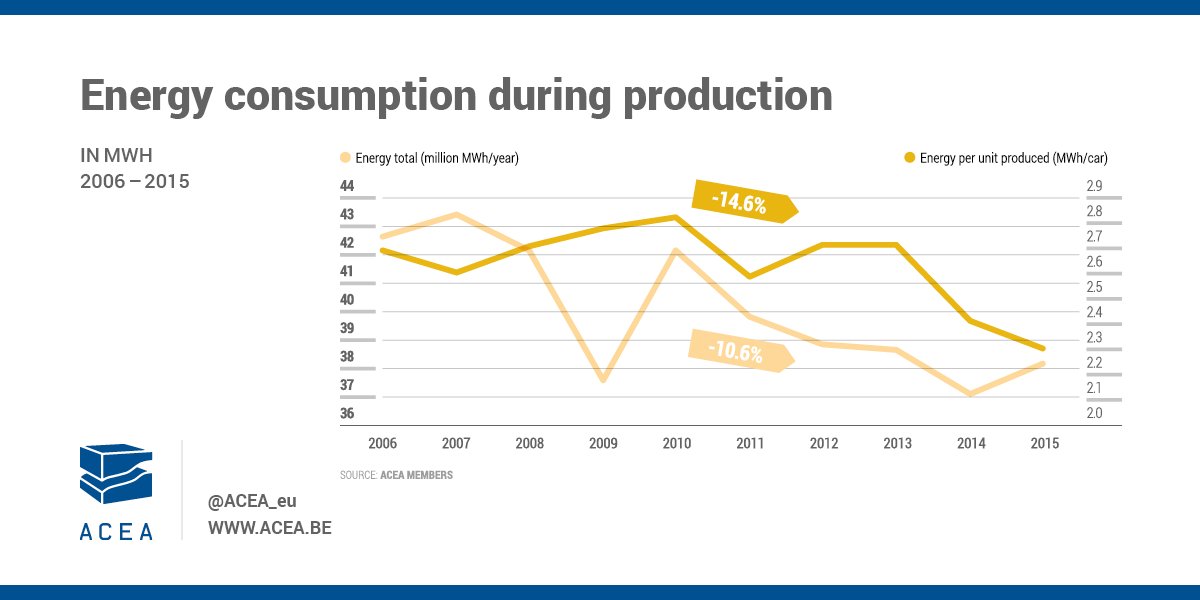 Energy consumption during production
IN MWH
2006 – 2015
Energy total (million MWh/year)
Energy per unit produced (MWh/car)
44
43
42
41
40
39
38
37
36
-14.6%
-10.6%
2.9
2.8
2.7
2.6
2.5
2.4
2.3
2.2
2.1
2.0
2006 2007 2008 2009 2010 2011 2012 2013 2014 2015
SOURCE: ACEA MEMBERS
ACEA
@ACEA_eu
WWW.ACEA.BE